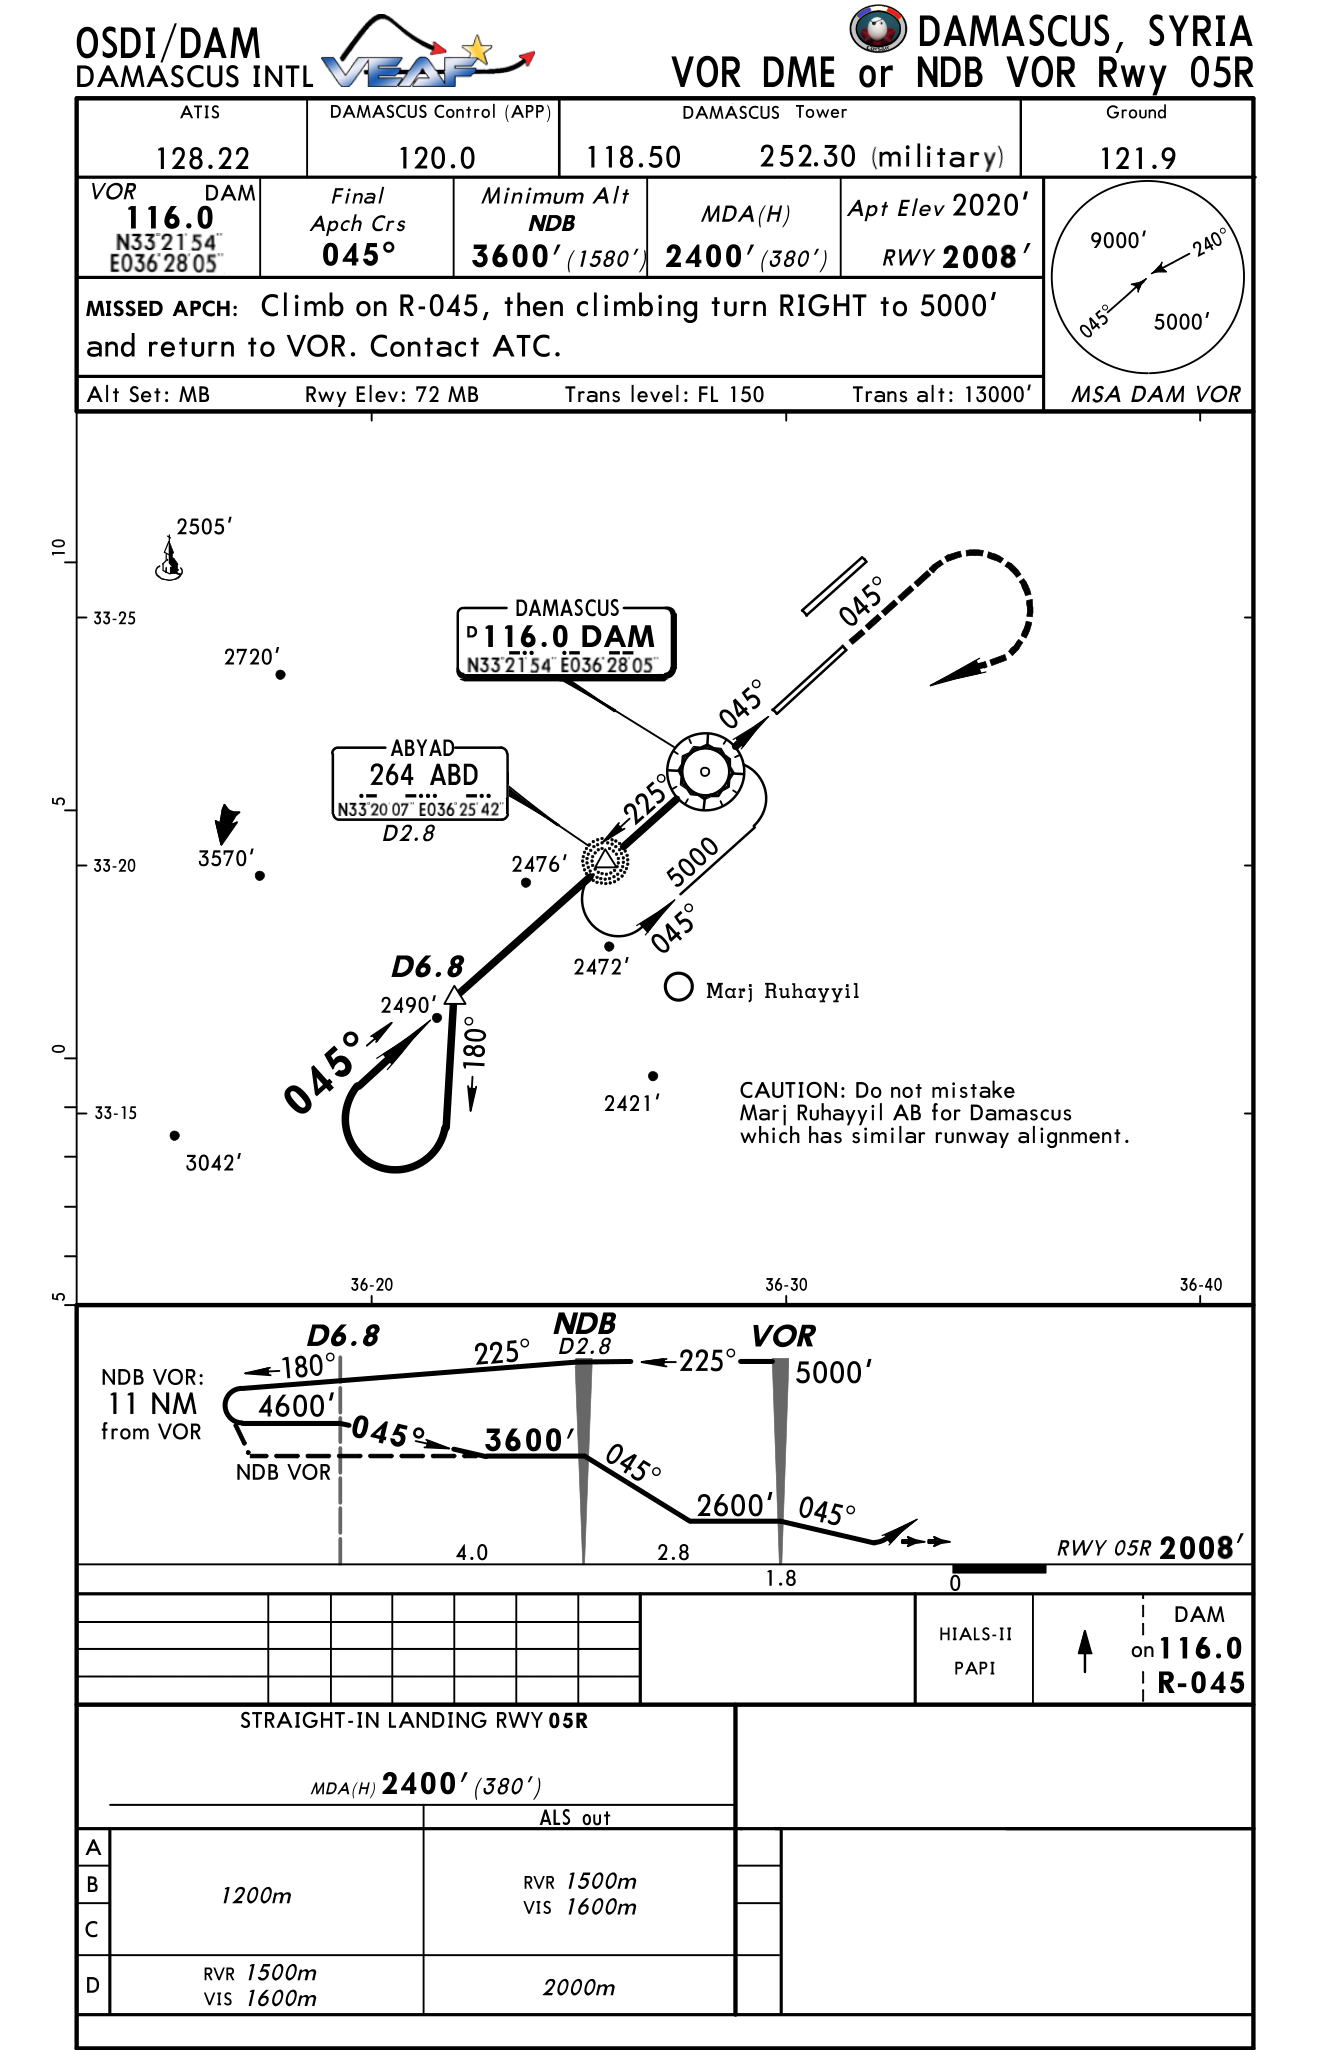 OSDI/DAM
DAMASCUS INTL
VEAF
DAMASCUS, SYRIA
VOR DME or NDB VOR Rwy 05R
ATIS
128.22
DAMASCUS Control (APP)
120.0
DAMASCUS Tower
118.50 252.30 (military)
Ground
121.9
VOR DAM
116.0
N33°21'54"
E036°28'05"
Final
Apch Crs
045°
Minimum Alt
NDB
3600' (1580')
MDA(H)
2400' (380')
Apt Elev 2020'
RWY 2008'
9000'
240°
045°
5000'
MSA DAM VOR
MISSED APCH: Climb on R-045, then climbing turn RIGHT to 5000'
and return to VOR. Contact ATC.
Alt Set: MB Rwy Elev: 72 MB Trans level: FL 150 Trans alt: 13000'
2505'
10
045°
33-25
DAMASCUS
D 116.0 DAM
N33°21'54" E036°28'05"
2720'
045°
ABYAD
264 ABD
N33°20'07" E036°25'42"
D2.8
225°
5
3570'
33-20
2476'
5000
045°
2472'
D6.8
Marj Ruhayyil
2490'
045°
180°
0
2421'
33-15
CAUTION: Do not mistake
Marj Ruhayyil AB for Damascus
which has similar runway alignment.
3042'
5
36-20
36-30
36-40
D6.8
NDB
D2.8
VOR
180°
225°
225°
5000'
NDB VOR:
11 NM
from VOR
4600'
045°
3600'
045°
NDB VOR
2600'
045°
4.0
2.8
1.8
RWY 05R 2008'
0
HIALS-II
PAPI
on
DAM
116.0
R-045
STRAIGHT-IN LANDING RWY 05R
MDA(H) 2400' (380')
ALS out
A
B
C
1200m
RVR 1500m
VIS 1600m
D
RVR 1500m
VIS 1600m
2000m